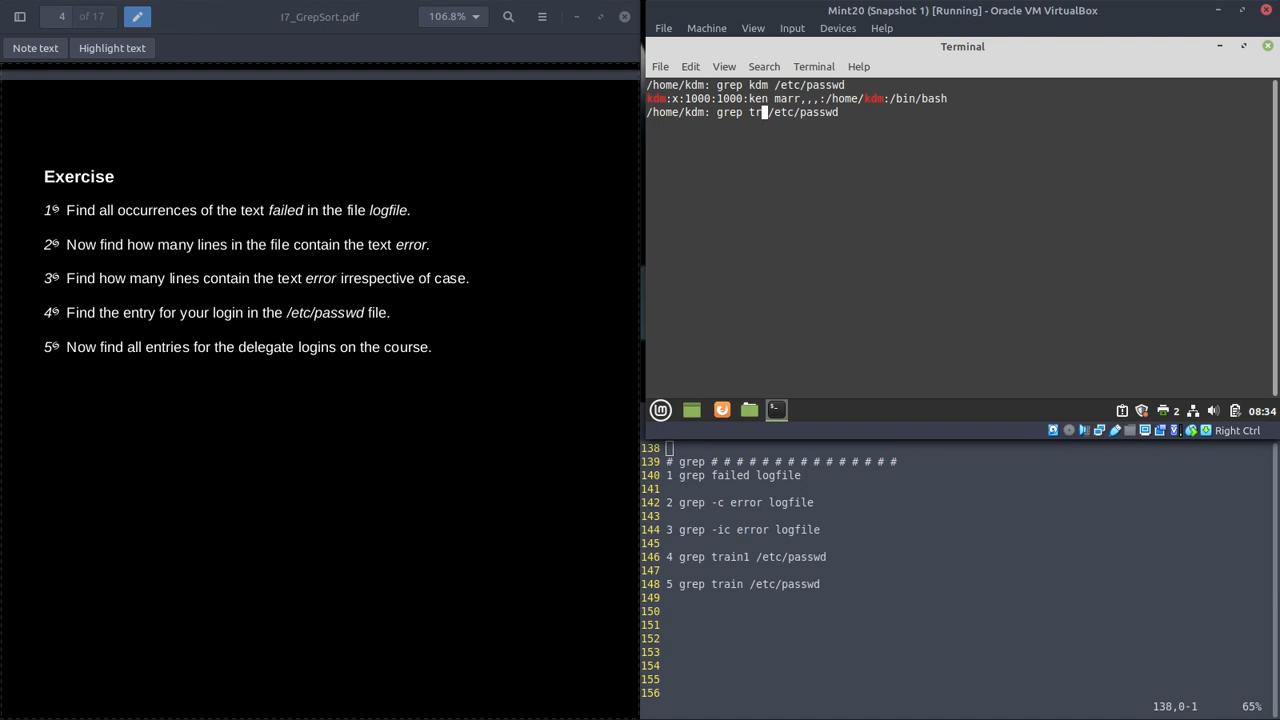 4 of 17
I7_GrepSort.pdf
106.8%
Note text Highlight text
Exercise
1 Find all occurrences of the text failed in the file logfile.
2 Now find how many lines in the file contain the text error.
3 Find how many lines contain the text error irrespective of case.
4 Find the entry for your login in the /etc/passwd file.
5 Now find all entries for the delegate logins on the course.
Mint20 (Snapshot 1) [Running] - Oracle VM VirtualBox
File Machine View Input Devices Help
Terminal
File Edit View Search Terminal Help
/home/kdm: grep kdm /etc/passwd
kdm:x:1000:1000:ken marr,,,:/home/kdm:/bin/bash
/home/kdm: grep tr /etc/passwd
2 08:34
Right Ctrl
138
139 # grep # # # # # # # # # # # # # # #
140 1 grep failed logfile
141
142 2 grep -c error logfile
143
144 3 grep -ic error logfile
145
146 4 grep train1 /etc/passwd
147
148 5 grep train /etc/passwd
149
150
151
152
153
154
155
156
138,0-1 65%